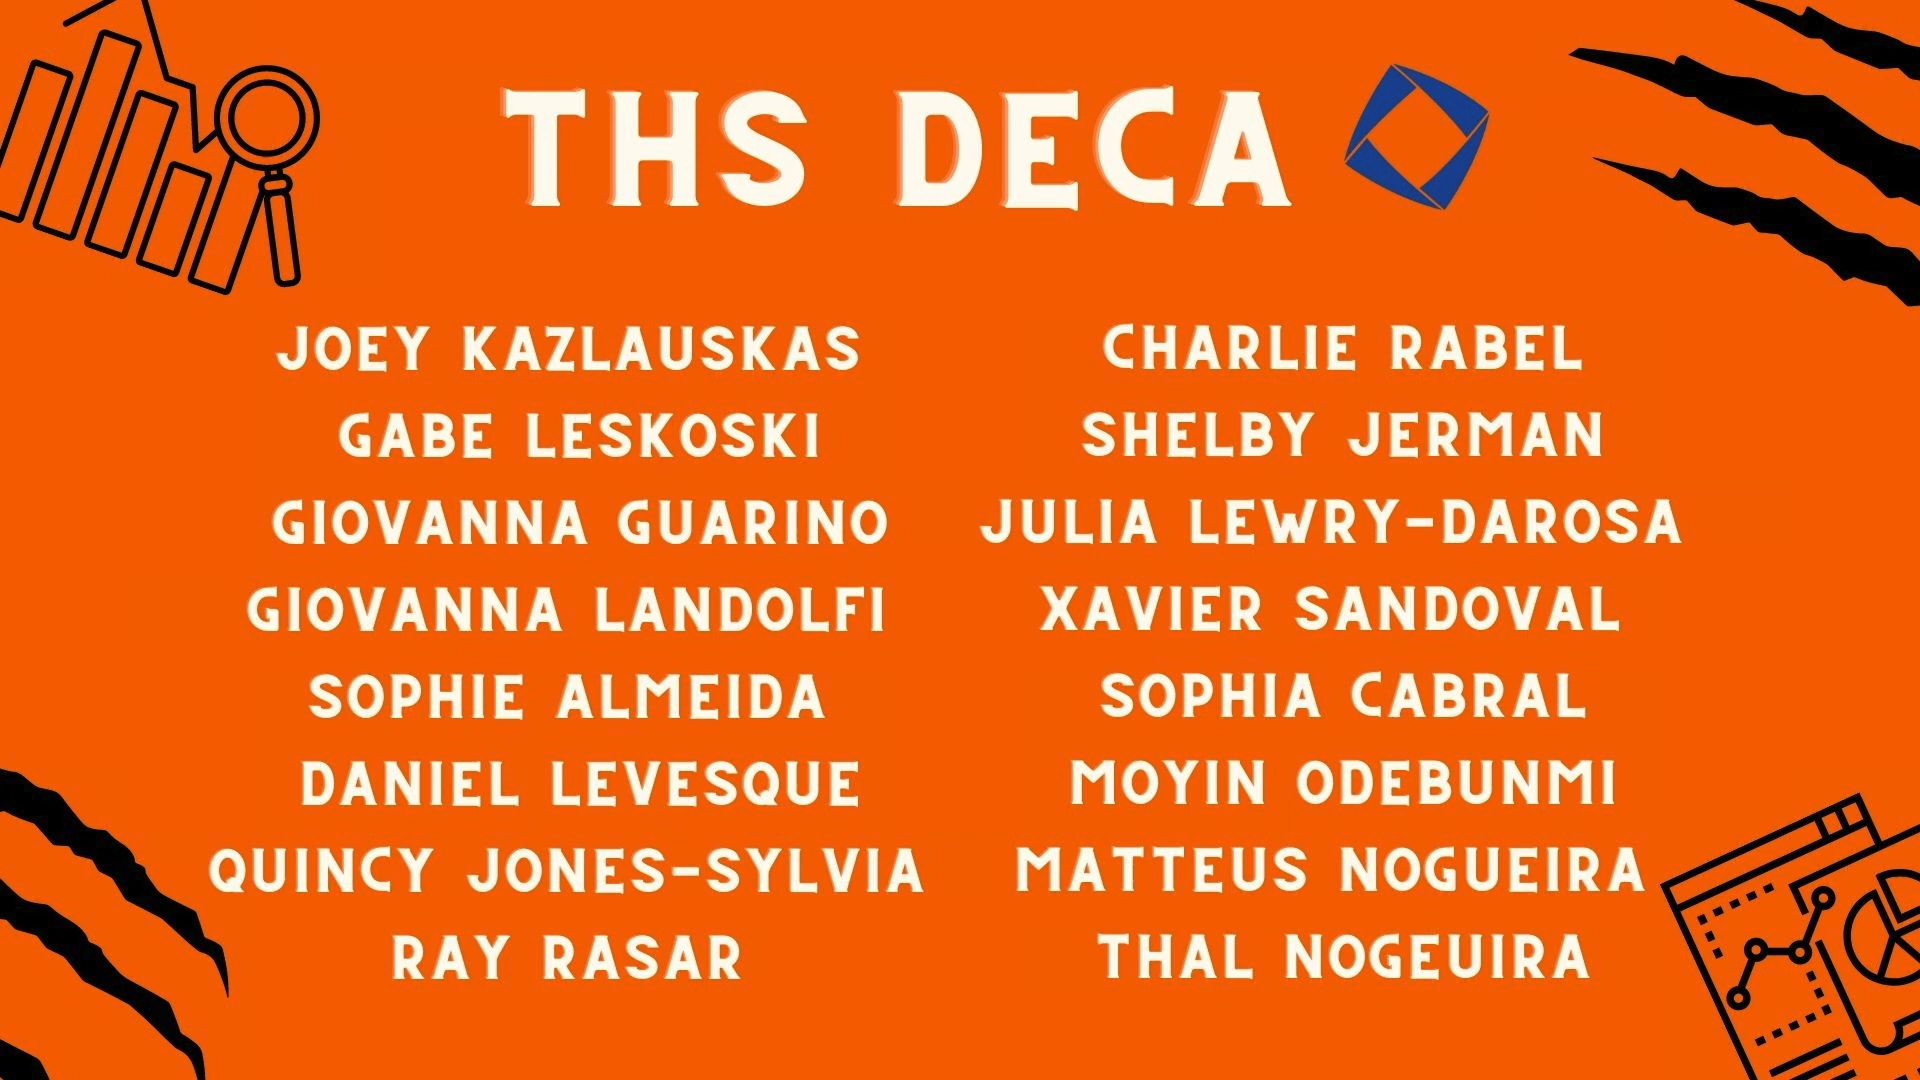 THS DECA
JOEY KAZLAUSKAS
GABE LESKOSKI
GIOVANNA GUARINO
GIOVANNA LANDOLFI
SOPHIE ALMEIDA
DANIEL LEVESQUE
QUINCY JONES-SYLVIA
RAY RASAR
CHARLIE RABEL
SHELBY JERMAN
JULIA LEWRY-DAROSA
XAVIER SANDOVAL
SOPHIA CABRAL
MOYIN ODEBUNMI
MATTEUS NOGUEIRA
THAL NOGEUIRA